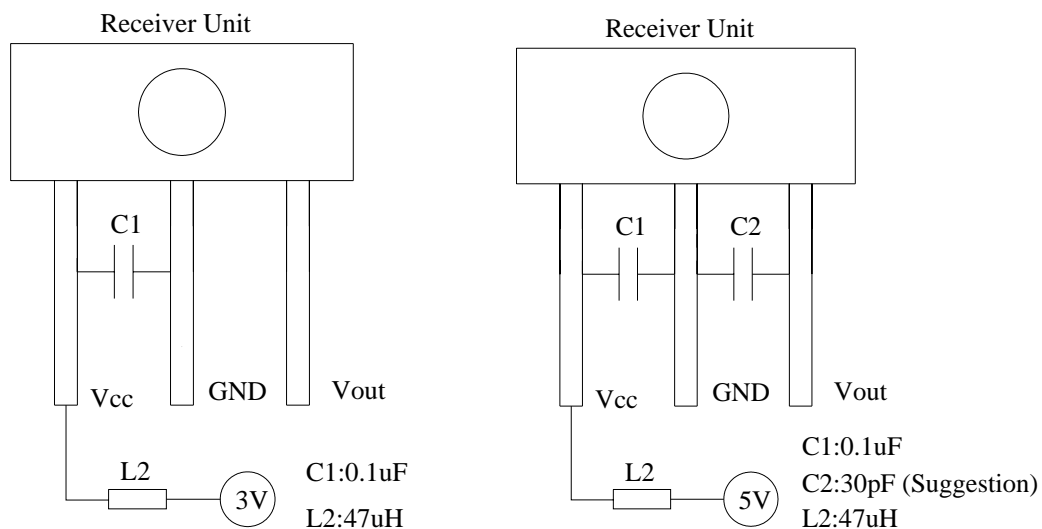 Receiver Unit
C1
Vcc
GND
Vout
L2
3V
C1:0.1uF
L2:47uH
Receiver Unit
C1
C2
Vcc
GND
Vout
L2
5V
C1:0.1uF
C2:30pF (Suggestion)
L2:47uH